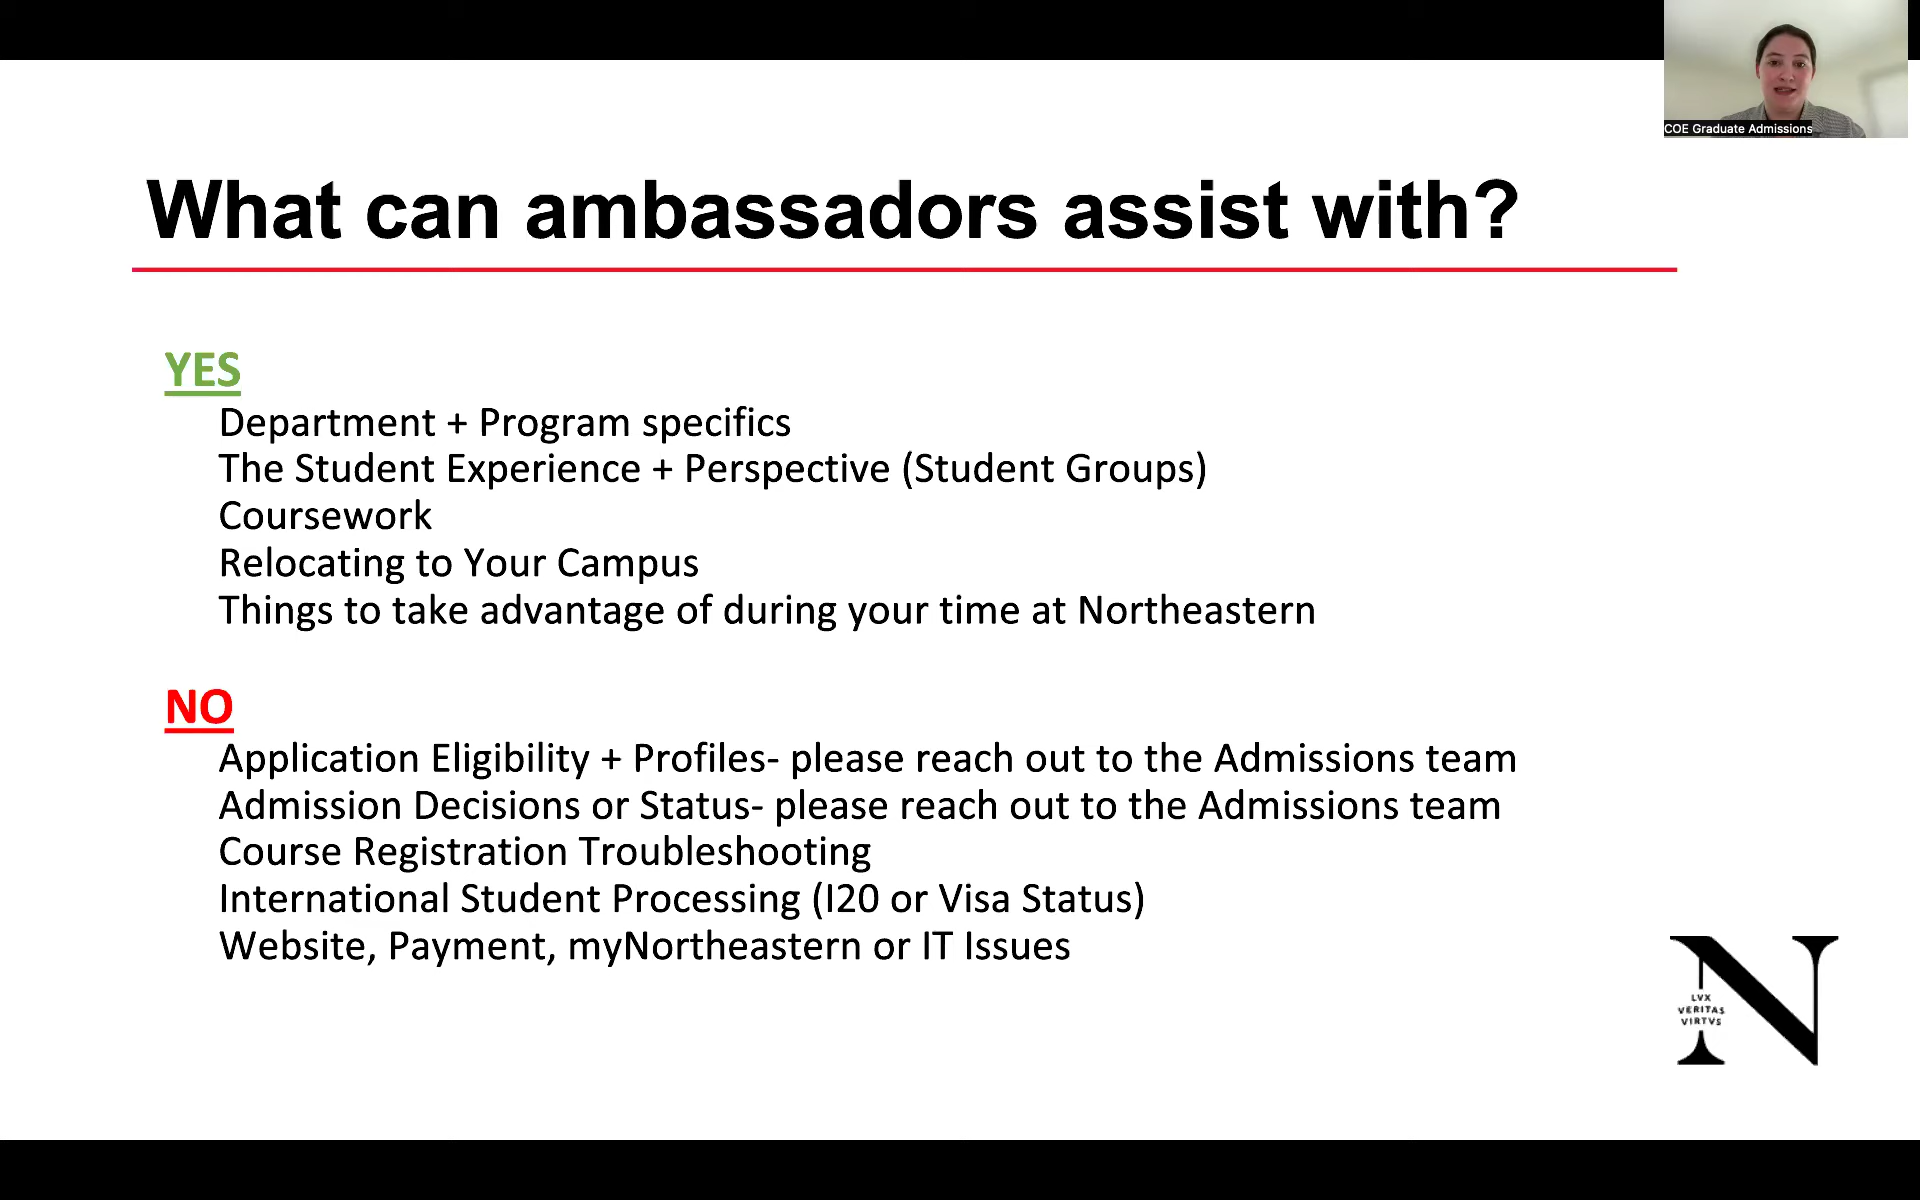 COE Graduate Admissions
What can ambassadors assist with?
YES
Department + Program specifics
The Student Experience + Perspective (Student Groups)
Coursework
Relocating to Your Campus
Things to take advantage of during your time at Northeastern
NO
Application Eligibility + Profiles- please reach out to the Admissions team
Admission Decisions or Status- please reach out to the Admissions team
Course Registration Troubleshooting
International Student Processing (I20 or Visa Status)
Website, Payment, myNortheastern or IT Issues
N
LVX
VERITAS
VIRTVS